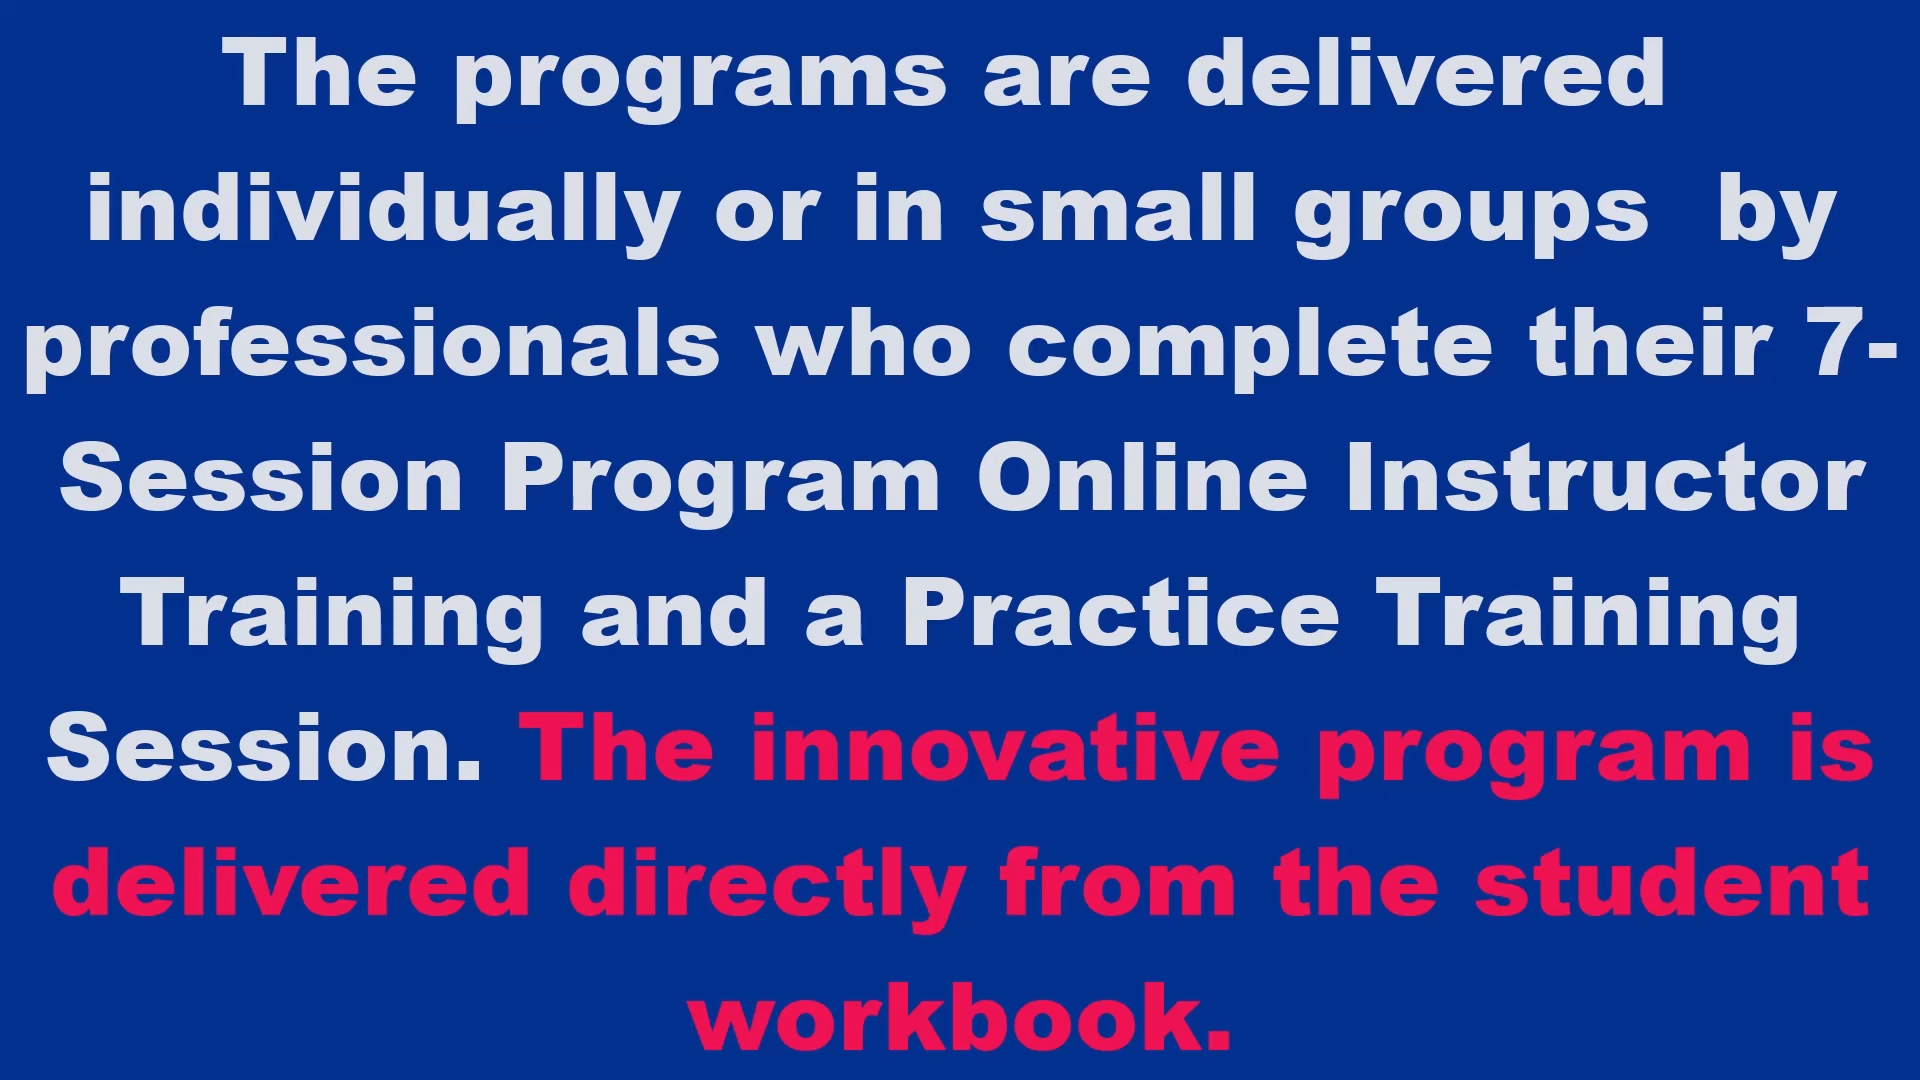 The programs are delivered
individually or in small groups  by
professionals who complete their 7-
Session Program Online Instructor
Training and a Practice Training
Session. The innovative program is
delivered directly from the student
workbook.